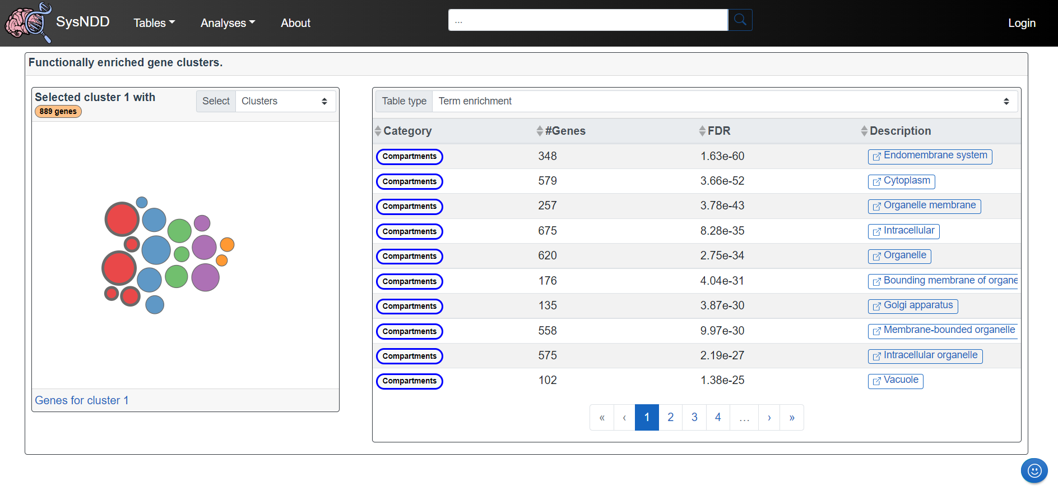 SysNDD Tables Analyses About ... Login
Functionally enriched gene clusters.
Selected cluster 1 with Select Clusters
889 genes
Genes for cluster 1
Table type Term enrichment
Category #Genes FDR Description
Compartments 348 1.63e-60 Endomembrane system
Compartments 579 3.66e-52 Cytoplasm
Compartments 257 3.78e-43 Organelle membrane
Compartments 675 8.28e-35 Intracellular
Compartments 620 2.75e-34 Organelle
Compartments 176 4.04e-31 Bounding membrane of organe
Compartments 135 3.87e-30 Golgi apparatus
Compartments 558 9.97e-30 Membrane-bounded organelle
Compartments 575 2.19e-27 Intracellular organelle
Compartments 102 1.38e-25 Vacuole
« ‹ 1 2 3 4 … › »